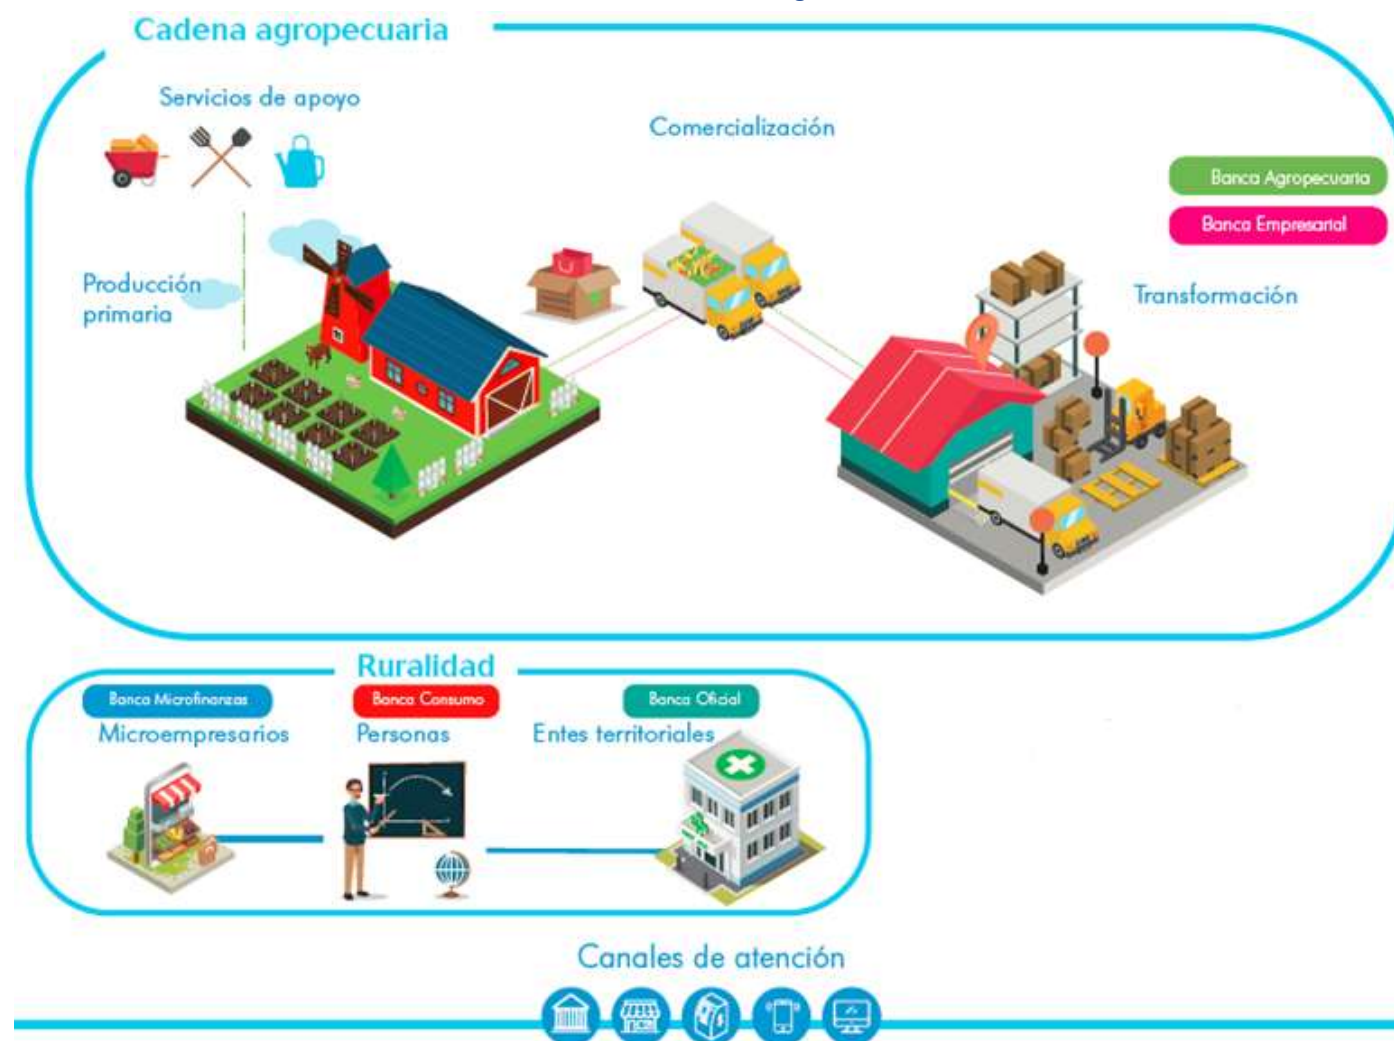 Cadena agropecuaria
Servicios de apoyo
Comercialización
Banca Agropecuaria
Banca Empresarial
Producción
primaria
Transformación
Ruralidad
Banca Microfinanzas
Banca Consumo
Banca Oficial
Microempresarios
Personas
Entes territoriales
Canales de atención